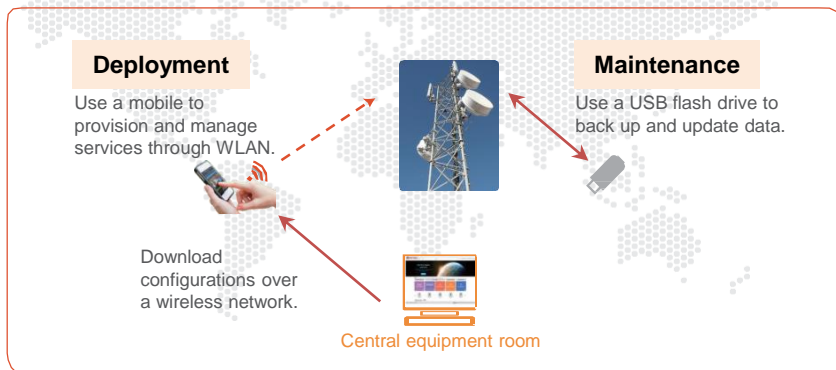 Deployment
Use a mobile to
provision and manage
services through WLAN.
Maintenance
Use a USB flash drive to
back up and update data.
Download
configurations over
a wireless network.
Central equipment room